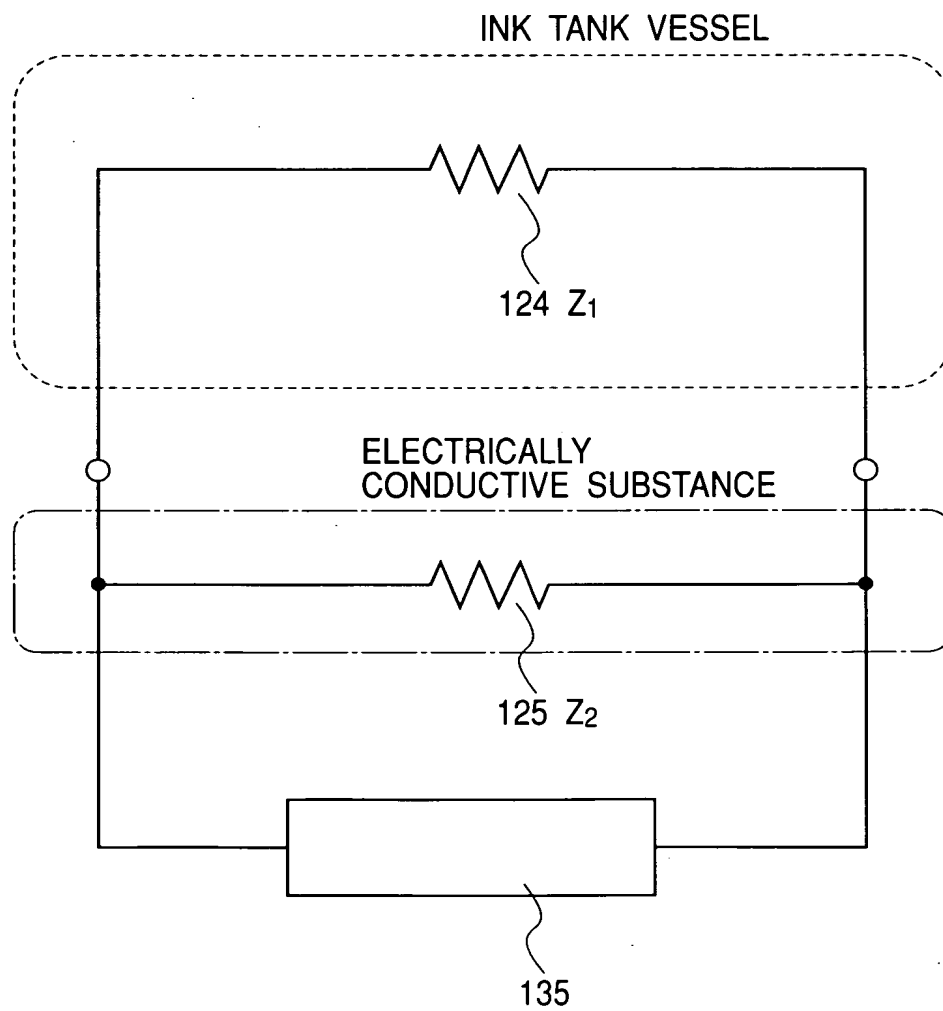 INK TANK VESSEL
124 Z1
ELECTRICALLY
CONDUCTIVE SUBSTANCE
125 Z2
135